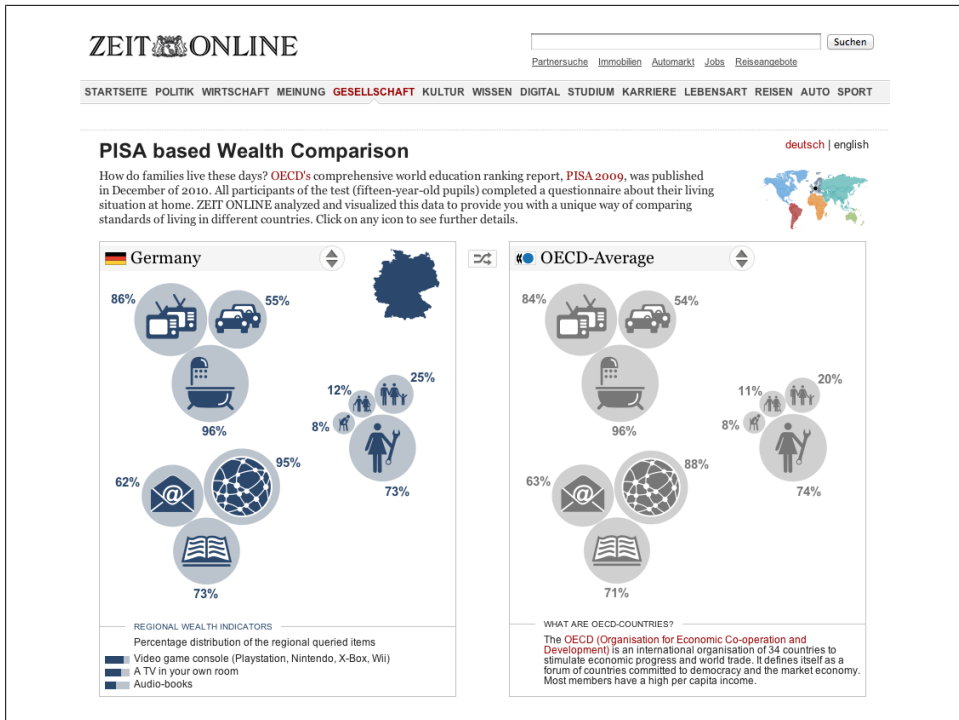 ZEIT ONLINE
Suchen
Partnersuche Immobilien Automarkt Jobs Reiseangebote
STARTSEITE POLITIK WIRTSCHAFT MEINUNG GESELLSCHAFT KULTUR WISSEN DIGITAL STUDIUM KARRIERE LEBENSART REISEN AUTO SPORT
PISA based Wealth Comparison
deutsch | english
How do families live these days? OECD's comprehensive world education ranking report, PISA 2009, was published
in December of 2010. All participants of the test (fifteen-year-old pupils) completed a questionnaire about their living
situation at home. ZEIT ONLINE analyzed and visualized this data to provide you with a unique way of comparing
standards of living in different countries. Click on any icon to see further details.
Germany
86%
55%
96%
12%
25%
8%
73%
62%
@
95%
73%
REGIONAL WEALTH INDICATORS
Percentage distribution of the regional queried items
Video game console (Playstation, Nintendo, X-Box, Wii)
A TV in your own room
Audio-books
OECD-Average
84%
54%
96%
11%
20%
8%
74%
63%
@
88%
71%
WHAT ARE OECD-COUNTRIES?
The OECD (Organisation for Economic Co-operation and
Development) is an international organisation of 34 countries to
stimulate economic progress and world trade. It defines itself as a
forum of countries committed to democracy and the market economy.
Most members have a high per capita income.